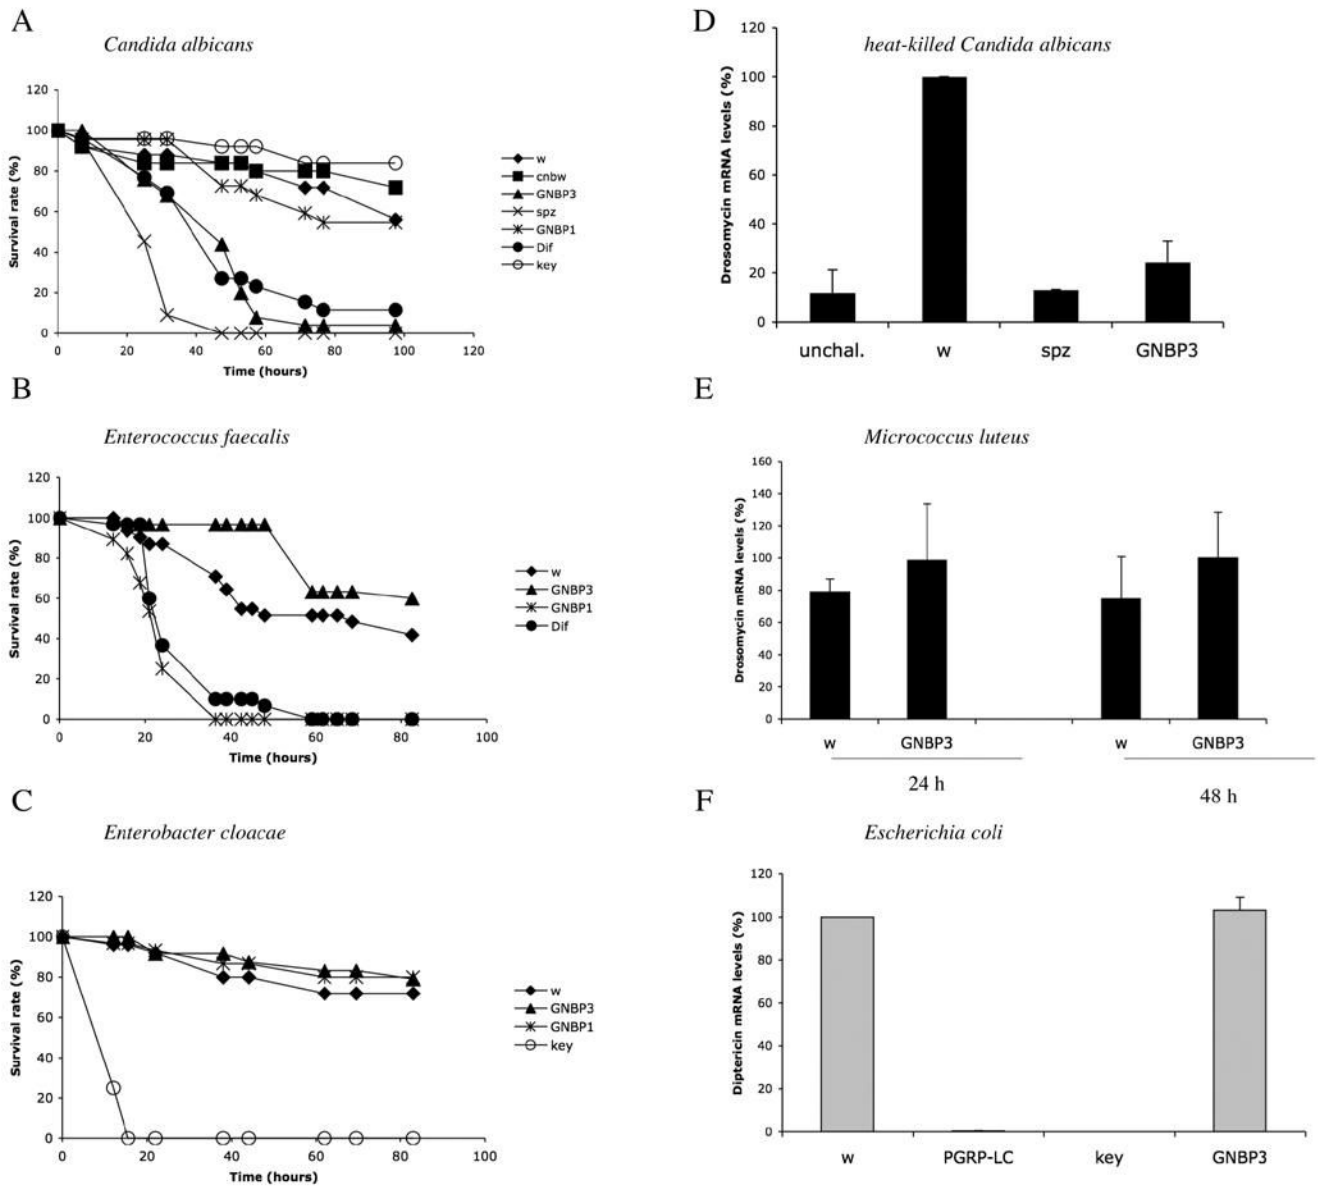 A
Candida albicans
120
100
80
60
40
20
0
Survival rate (%)
0 20 40 60 80 100 120
Time (hours)
w
cnbw
GNBP3
spz
GNBP1
Dif
key
B
Enterococcus faecalis
120
100
80
60
40
20
0
Survival rate (%)
0 20 40 60 80 100
Time (hours)
w
GNBP3
GNBP1
Dif
C
Enterobacter cloacae
120
100
80
60
40
20
0
Survival rate (%)
0 20 40 60 80 100
Time (hours)
w
GNBP3
GNBP1
key
D
heat-killed Candida albicans
120
100
80
60
40
20
0
Drosomycin mRNA levels (%)
unchal. w spz GNBP3
E
Micrococcus luteus
160
140
120
100
80
60
40
20
0
Drosomycin mRNA levels (%)
w GNBP3 w GNBP3
24 h 48 h
F
Escherichia coli
120
100
80
60
40
20
0
Diptericin mRNA levels (%)
w PGRP-LC key GNBP3